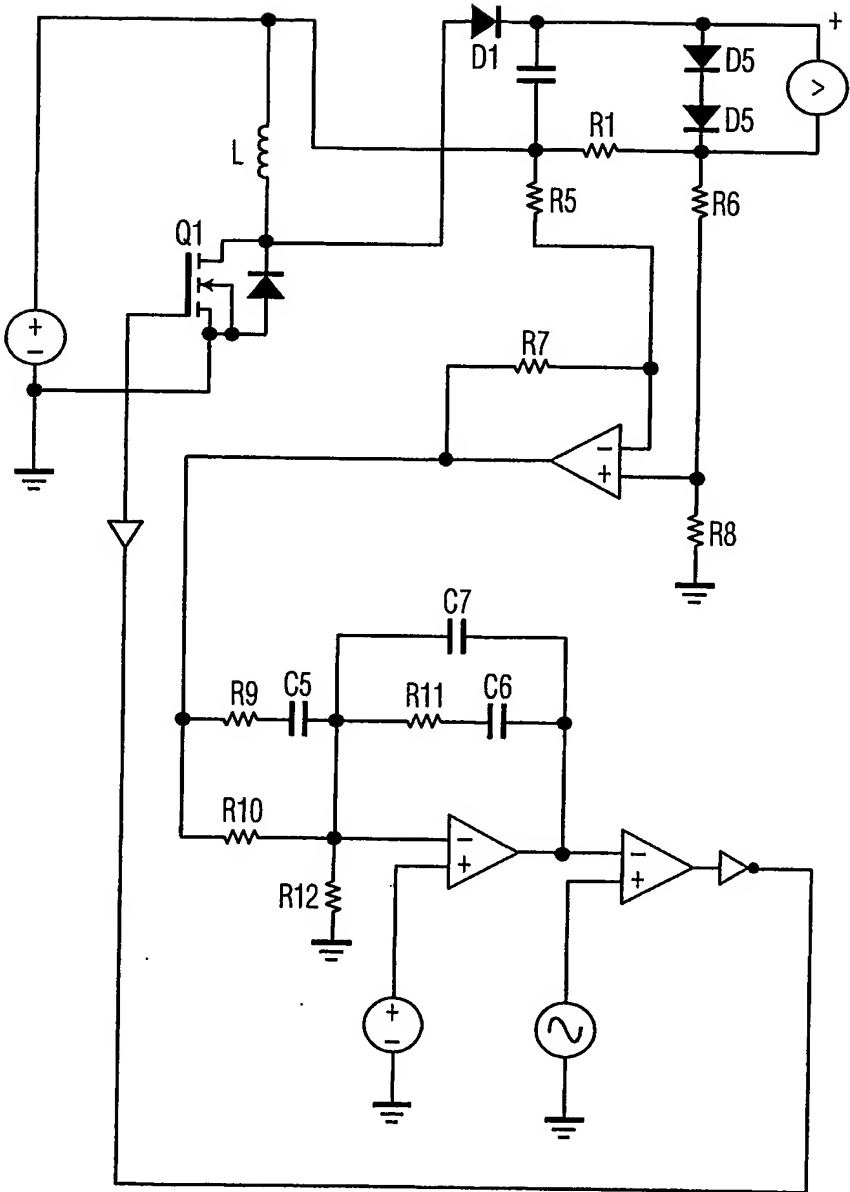 +
D1
D5
>
D5
R1
L
R5
R6
Q1
+
−
R7
−
+
R8
C7
R9
C5
R11
C6
R10
−
+
−
+
R12
+
−